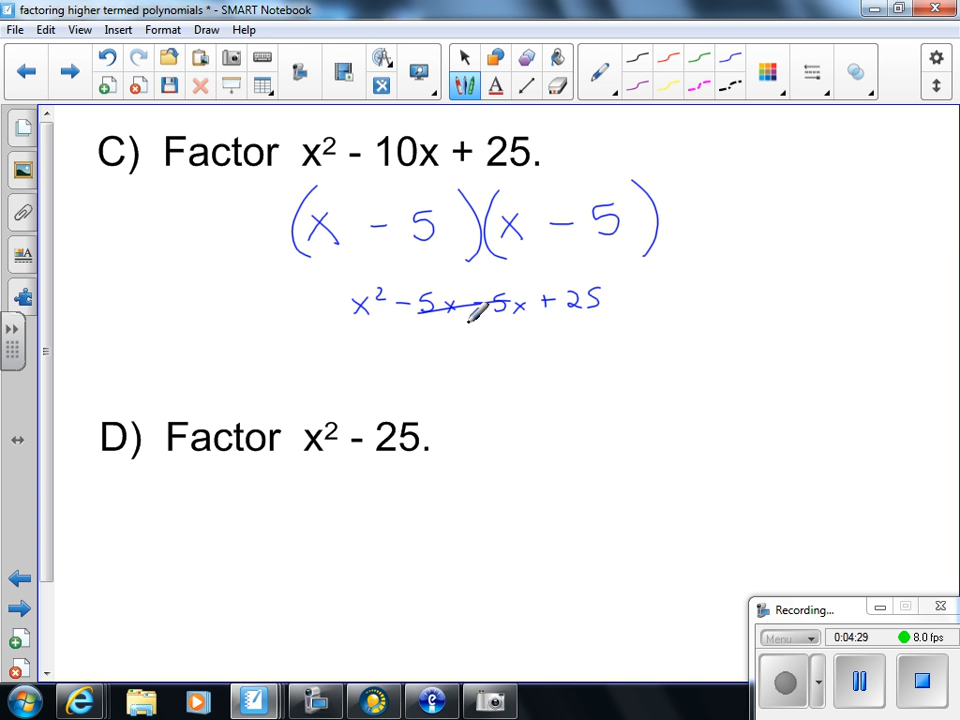 factoring higher termed polynomials * - SMART Notebook
File Edit View Insert Format Draw Help
C) Factor x² - 10x + 25.
(x - 5)(x - 5)
x² - 5x - 5x + 25
D) Factor x² - 25.
Recording...
Menu 0:04:29 8.0 fps